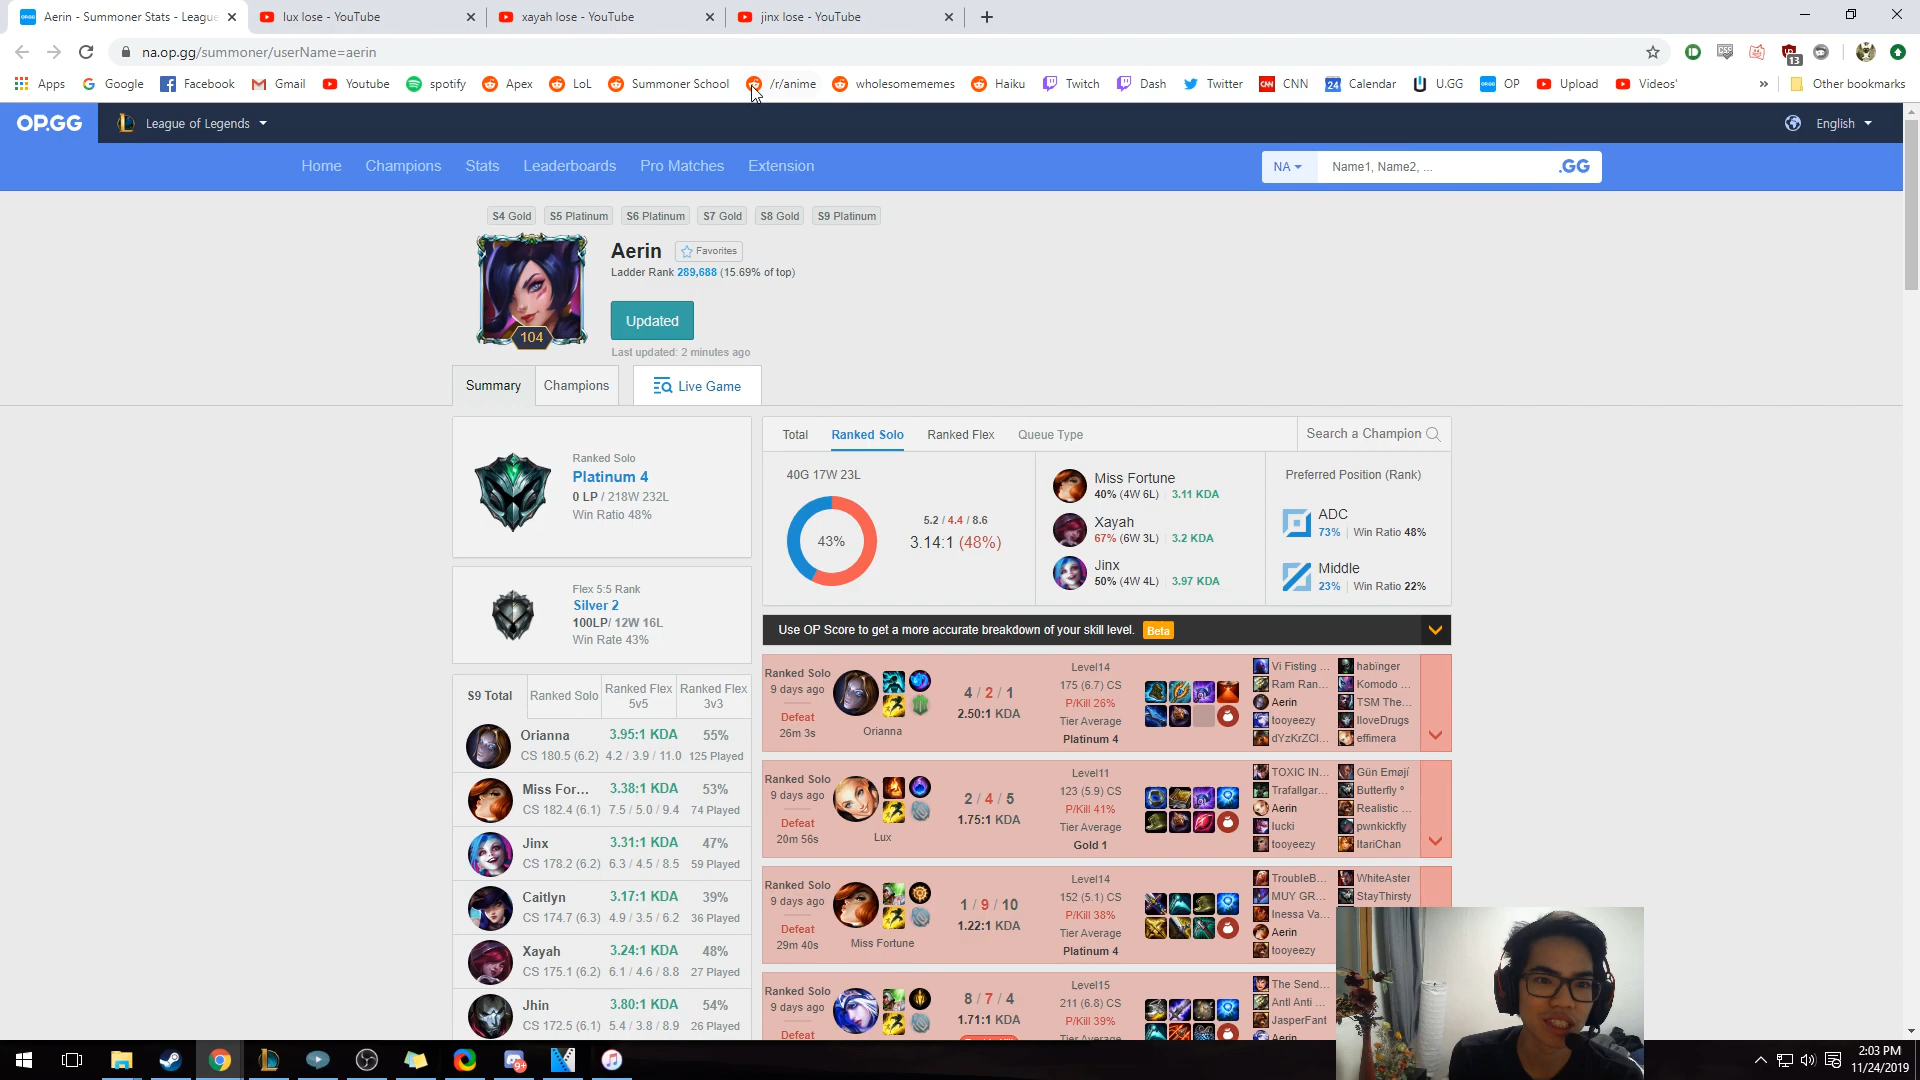 Aerin - Summoner Stats - League
lux lose - YouTube
xayah lose - YouTube
jinx lose - YouTube
na.op.gg/summoner/userName=aerin
13
Apps Google Facebook Gmail Youtube spotify Apex LoL Summoner School /r/anime wholesomememes Haiku Twitch Dash Twitter CNN Calendar U.GG OP Upload Videos' » Other bookmarks
OP.GG League of Legends English
Home Champions Stats Leaderboards Pro Matches Extension NA Name1, Name2, ... .GG
S4 Gold S5 Platinum S6 Platinum S7 Gold S8 Gold S9 Platinum
Aerin Favorites
Ladder Rank 289,688 (15.69% of top)
104
Updated
Last updated: 2 minutes ago
Summary Champions Live Game
Ranked Solo
Platinum 4
0 LP / 218W 232L
Win Ratio 48%
Flex 5:5 Rank
Silver 2
100LP/ 12W 16L
Win Rate 43%
S9 Total Ranked Solo Ranked Flex 5v5 Ranked Flex 3v3
Orianna 3.95:1 KDA 55%
CS 180.5 (6.2) 4.2 / 3.9 / 11.0 125 Played
Miss For... 3.38:1 KDA 53%
CS 182.4 (6.1) 7.5 / 5.0 / 9.4 74 Played
Jinx 3.31:1 KDA 47%
CS 178.2 (6.2) 6.3 / 4.5 / 8.5 59 Played
Caitlyn 3.17:1 KDA 39%
CS 174.7 (6.3) 4.9 / 3.5 / 6.2 36 Played
Xayah 3.24:1 KDA 48%
CS 175.1 (6.2) 6.1 / 4.6 / 8.8 27 Played
Jhin 3.80:1 KDA 54%
CS 172.5 (6.1) 5.4 / 3.8 / 8.9 26 Played
Total Ranked Solo Ranked Flex Queue Type Search a Champion
40G 17W 23L
43%
5.2 / 4.4 / 8.6
3.14:1 (48%)
Miss Fortune
40% (4W 6L) 3.11 KDA
Xayah
67% (6W 3L) 3.2 KDA
Jinx
50% (4W 4L) 3.97 KDA
Preferred Position (Rank)
ADC
73% Win Ratio 48%
Middle
23% Win Ratio 22%
Use OP Score to get a more accurate breakdown of your skill level. Beta
Ranked Solo
9 days ago
Defeat
26m 3s
Orianna
4 / 2 / 1
2.50:1 KDA
Level14
175 (6.7) CS
P/Kill 26%
Tier Average
Platinum 4
Vi Fisting ... habinger
Ram Ran... Komodo ...
Aerin TSM The...
tooyeezy IloveDrugs
dYzKrZCl... effimera
Ranked Solo
9 days ago
Defeat
20m 56s
Lux
2 / 4 / 5
1.75:1 KDA
Level11
123 (5.9) CS
P/Kill 41%
Tier Average
Gold 1
TOXIC IN... Gün Emøjí
Trafallgar... Butterfly °
Aerin Realistic ...
lucki pwnkickfly
tooyeezy ItariChan
Ranked Solo
9 days ago
Defeat
29m 40s
Miss Fortune
1 / 9 / 10
1.22:1 KDA
Level14
152 (5.1) CS
P/Kill 38%
Tier Average
Platinum 4
TroubleB... WhiteAster
MUY GR... StayThirsty
Inessa Va...
Aerin
tooyeezy
Ranked Solo
9 days ago
Defeat
8 / 7 / 4
1.71:1 KDA
Level15
211 (6.8) CS
P/Kill 39%
The Send...
Antl Anti ...
JasperFant
Aerin
2:03 PM
11/24/2019